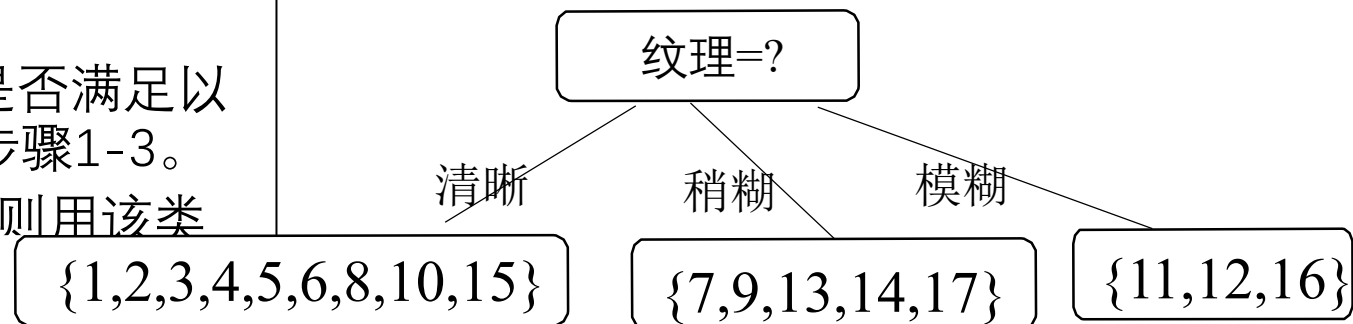 纹理=?
是否满足以
步骤1-3。
则用该类
清晰
稍糊
模糊
{1,2,3,4,5,6,8,10,15}
{7,9,13,14,17}
{11,12,16}